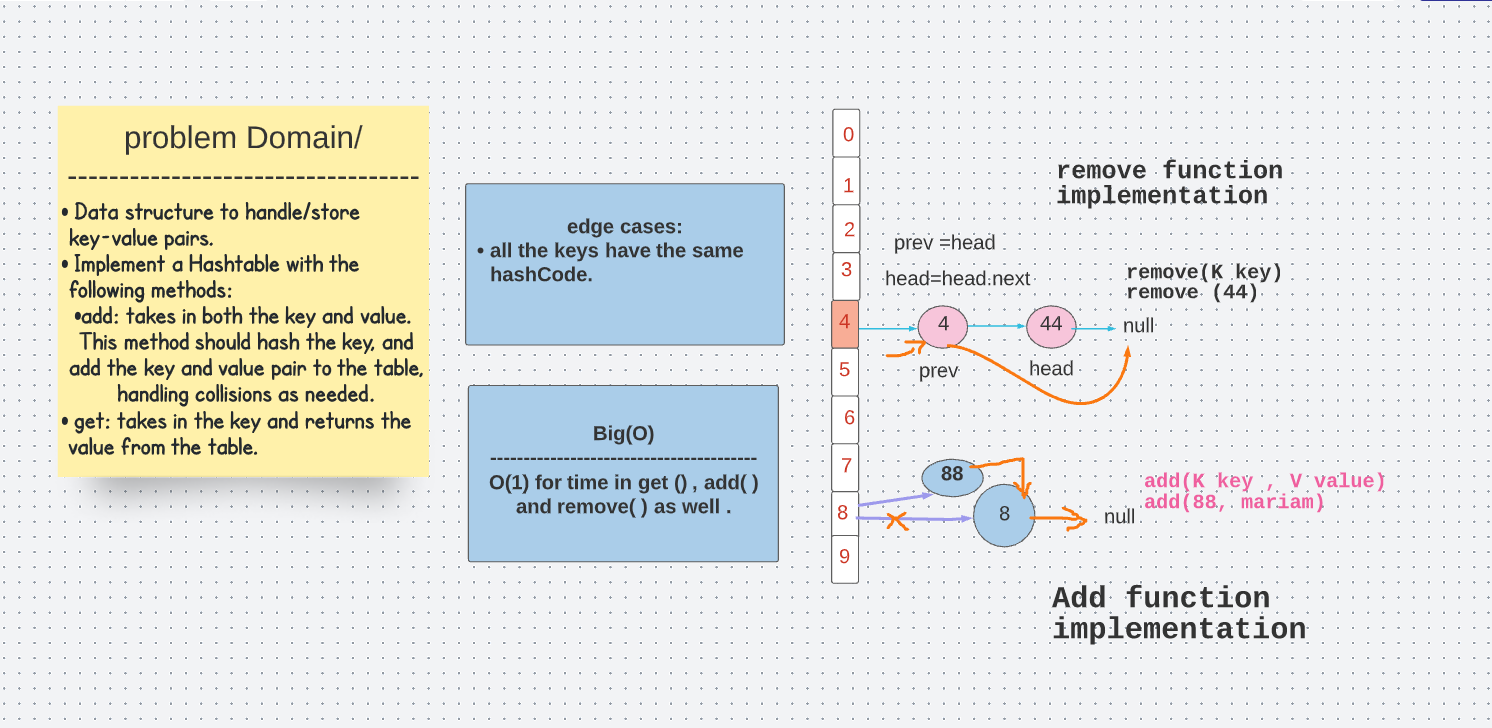 problem Domain/
----------------------------------
• Data structure to handle/store
key-value pairs.
• Implement a Hashtable with the
following methods:
•add: takes in both the key and value.
This method should hash the key, and
add the key and value pair to the table,
handling collisions as needed.
• get: takes in the key and returns the
value from the table.
edge cases:
• all the keys have the same
hashCode.
Big(O)
----------------------------------------
O(1) for time in get () , add( )
and remove( ) as well .
0
1
2
3
4
5
6
7
8
9
remove function
implementation
prev =head
head=head.next
remove(K key)
remove (44)
4
44
null
prev
head
88
8
null
add(K key , V value)
add(88, mariam)
Add function
implementation